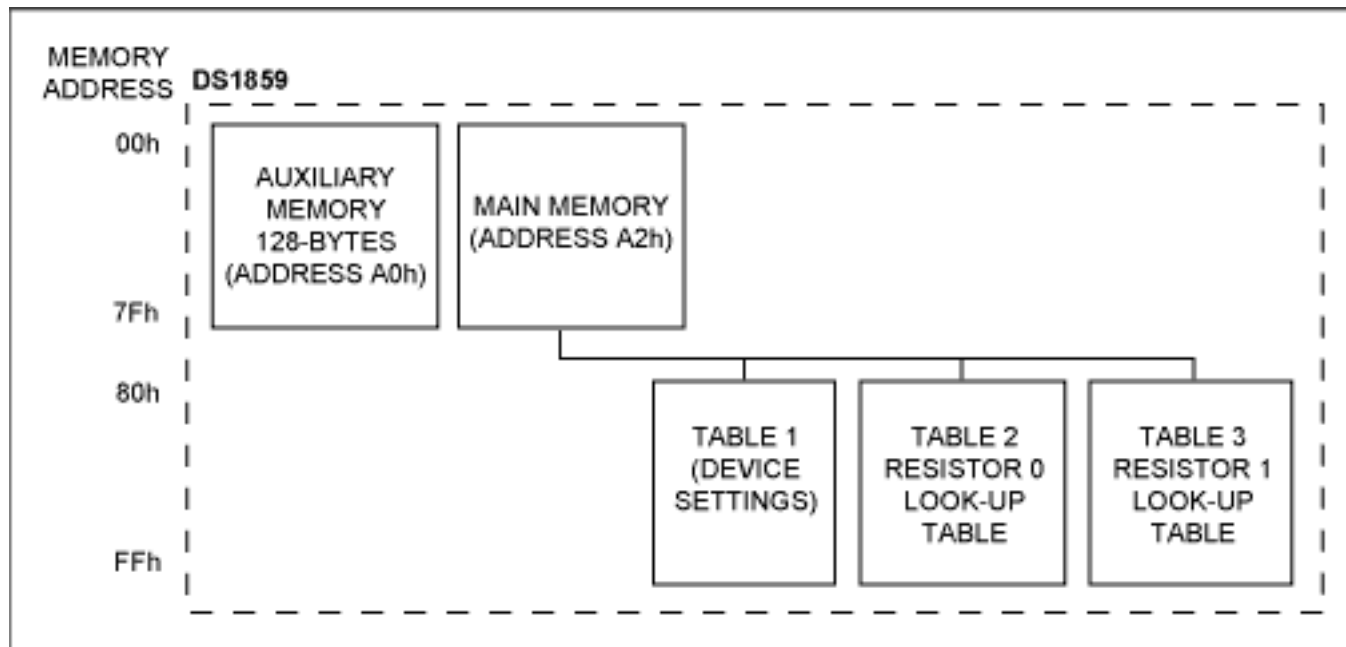 MEMORY
ADDRESS
DS1859
00h
7Fh
80h
FFh
AUXILIARY
MEMORY
128-BYTES
(ADDRESS A0h)
MAIN MEMORY
(ADDRESS A2h)
TABLE 1
(DEVICE
SETTINGS)
TABLE 2
RESISTOR 0
LOOK-UP
TABLE
TABLE 3
RESISTOR 1
LOOK-UP
TABLE